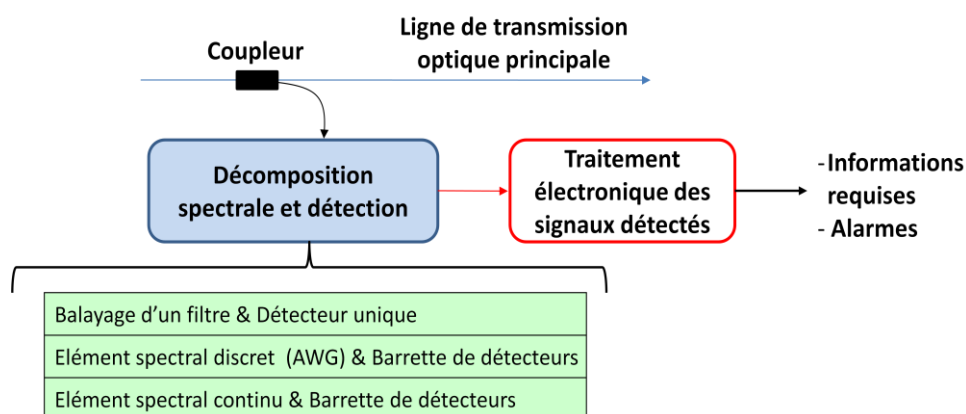 Ligne de transmission
optique principale
Coupleur
Décomposition
spectrale et détection
Traitement
électronique des
signaux détectés
- Informations
requises
- Alarmes
Balayage d'un filtre & Détecteur unique
Elément spectral discret (AWG) & Barrette de détecteurs
Elément spectral continu & Barrette de détecteurs